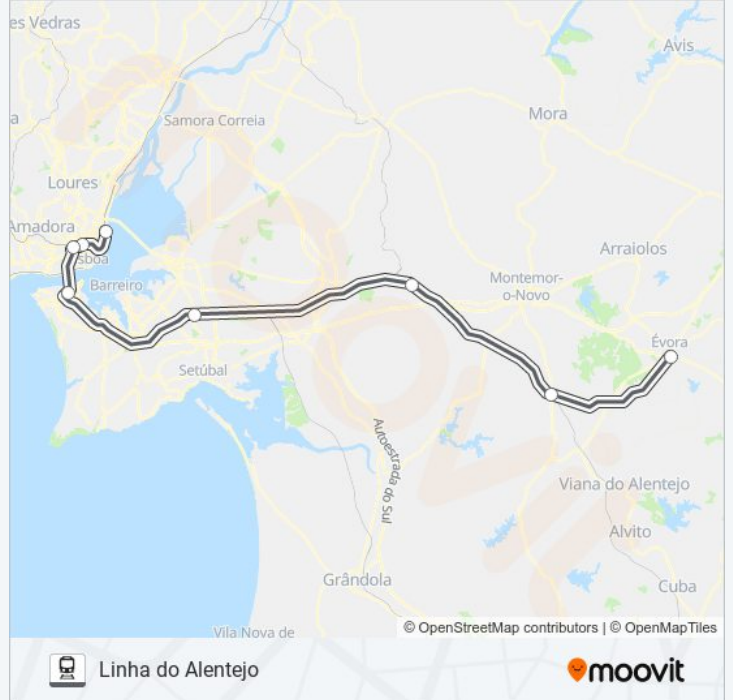 es Vedras
Avis
a
Samora Correia
Mora
Loures
Amadora
Arraiolos
sboa
Barreiro
Montemor-
o-Novo
Évora
Setúbal
Autoestrada do Sul
Viana do Alentejo
Alvito
Grândola
Cuba
Vila Nova de
© OpenStreetMap contributors | © OpenMapTiles
Linha do Alentejo
moovit